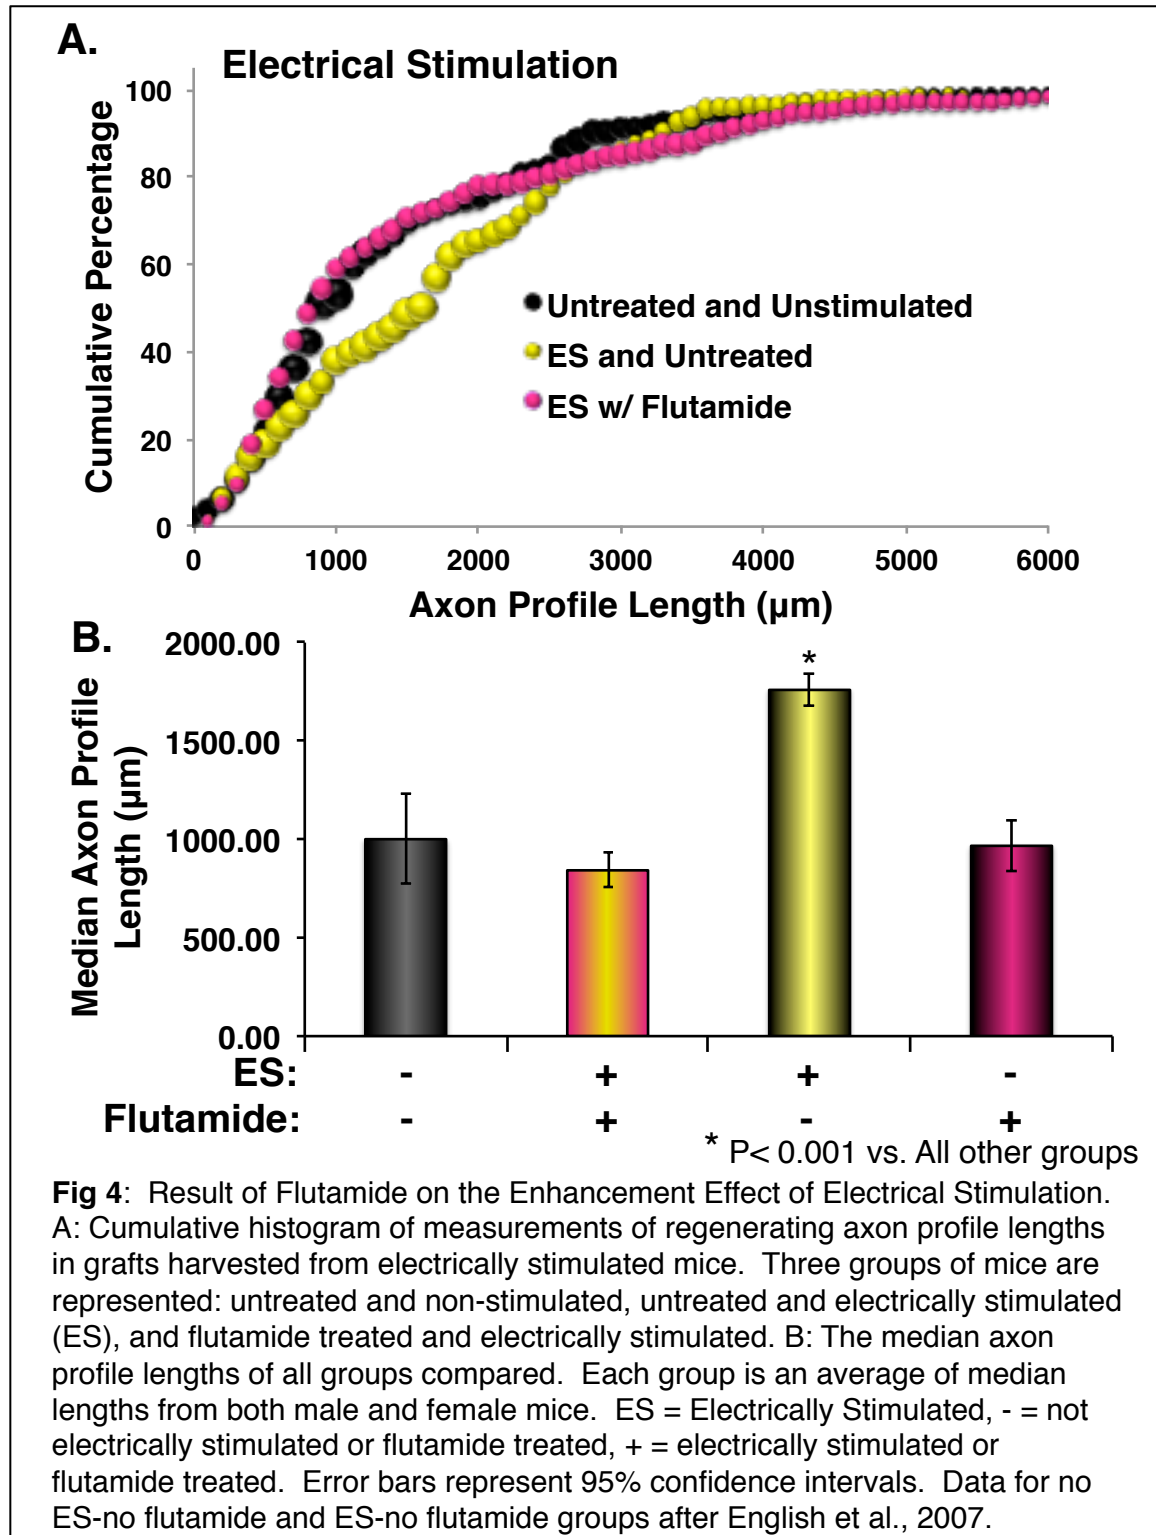 A.
Electrical Stimulation
Cumulative Percentage
100
80
60
40
20
0
Untreated and Unstimulated
ES and Untreated
ES w/ Flutamide
0 1000 2000 3000 4000 5000 6000
Axon Profile Length (µm)
B.
Median Axon Profile
Length (µm)
2000.00
1500.00
1000.00
500.00
0.00
*
ES: - + + -
Flutamide: - + - +
* P< 0.001 vs. All other groups
Fig 4: Result of Flutamide on the Enhancement Effect of Electrical Stimulation.
A: Cumulative histogram of measurements of regenerating axon profile lengths
in grafts harvested from electrically stimulated mice. Three groups of mice are
represented: untreated and non-stimulated, untreated and electrically stimulated
(ES), and flutamide treated and electrically stimulated. B: The median axon
profile lengths of all groups compared. Each group is an average of median
lengths from both male and female mice. ES = Electrically Stimulated, - = not
electrically stimulated or flutamide treated, + = electrically stimulated or
flutamide treated. Error bars represent 95% confidence intervals. Data for no
ES-no flutamide and ES-no flutamide groups after English et al., 2007.